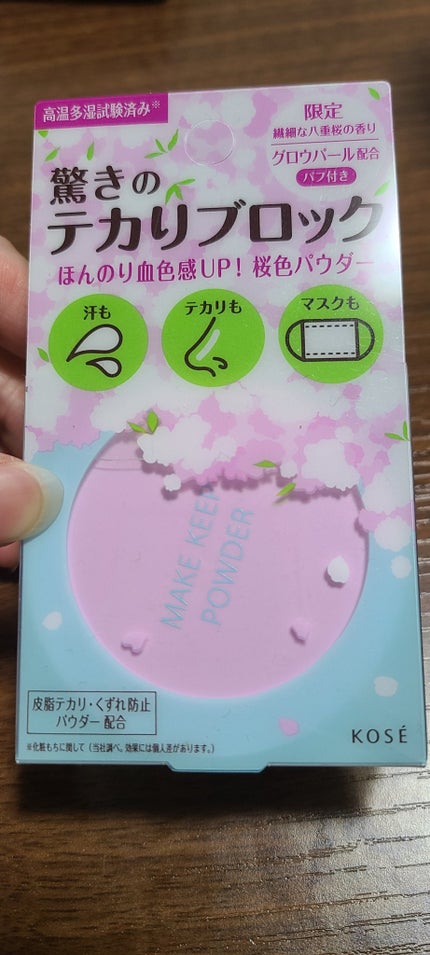 高温多湿試験済み※
限定
繊細な八重桜の香り
グロウパール配合
パフ付き
驚きの
テカリブロック
ほんのり血色感UP！桜色パウダー
汗も
テカリも
マスクも
MAKE KEEP
POWDER
皮脂テカリ・くずれ防止
パウダー配合
※化粧もちに関して（当社調べ。効果には個人差があります。）
KOSÉ